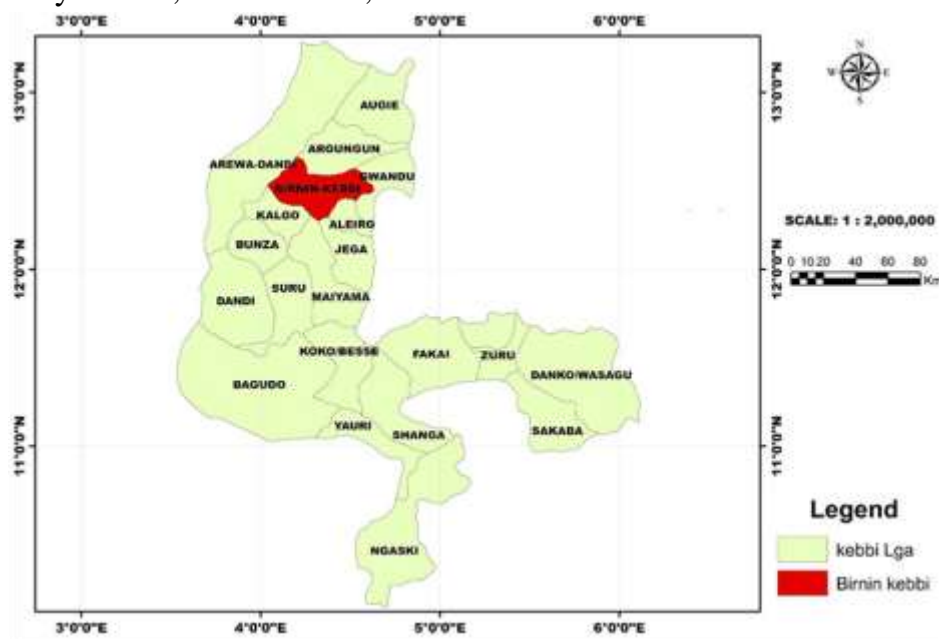 3°0'0"E 4°0'0"E 5°0'0"E 6°0'0"E
N
W E
S
13°0'0"N 13°0'0"N
AUGIE
ARGUNGUN
AREWA-DANDI
GWANDU
BIRNIN-KEBBI
KALGO
ALEIRO
SCALE: 1 : 2,000,000
BUNZA
JEGA
0 10 20 40 60 80
Km
12°0'0"N 12°0'0"N
SURU
MAIYAMA
DANDI
KOKO/BESSE
FAKAI
ZURU
DANKO/WASAGU
BAGUDO
YAURI
SHANGA
SAKABA
11°0'0"N 11°0'0"N
Legend
NGASKI
kebbi Lga
Birnin kebbi
3°0'0"E 4°0'0"E 5°0'0"E 6°0'0"E